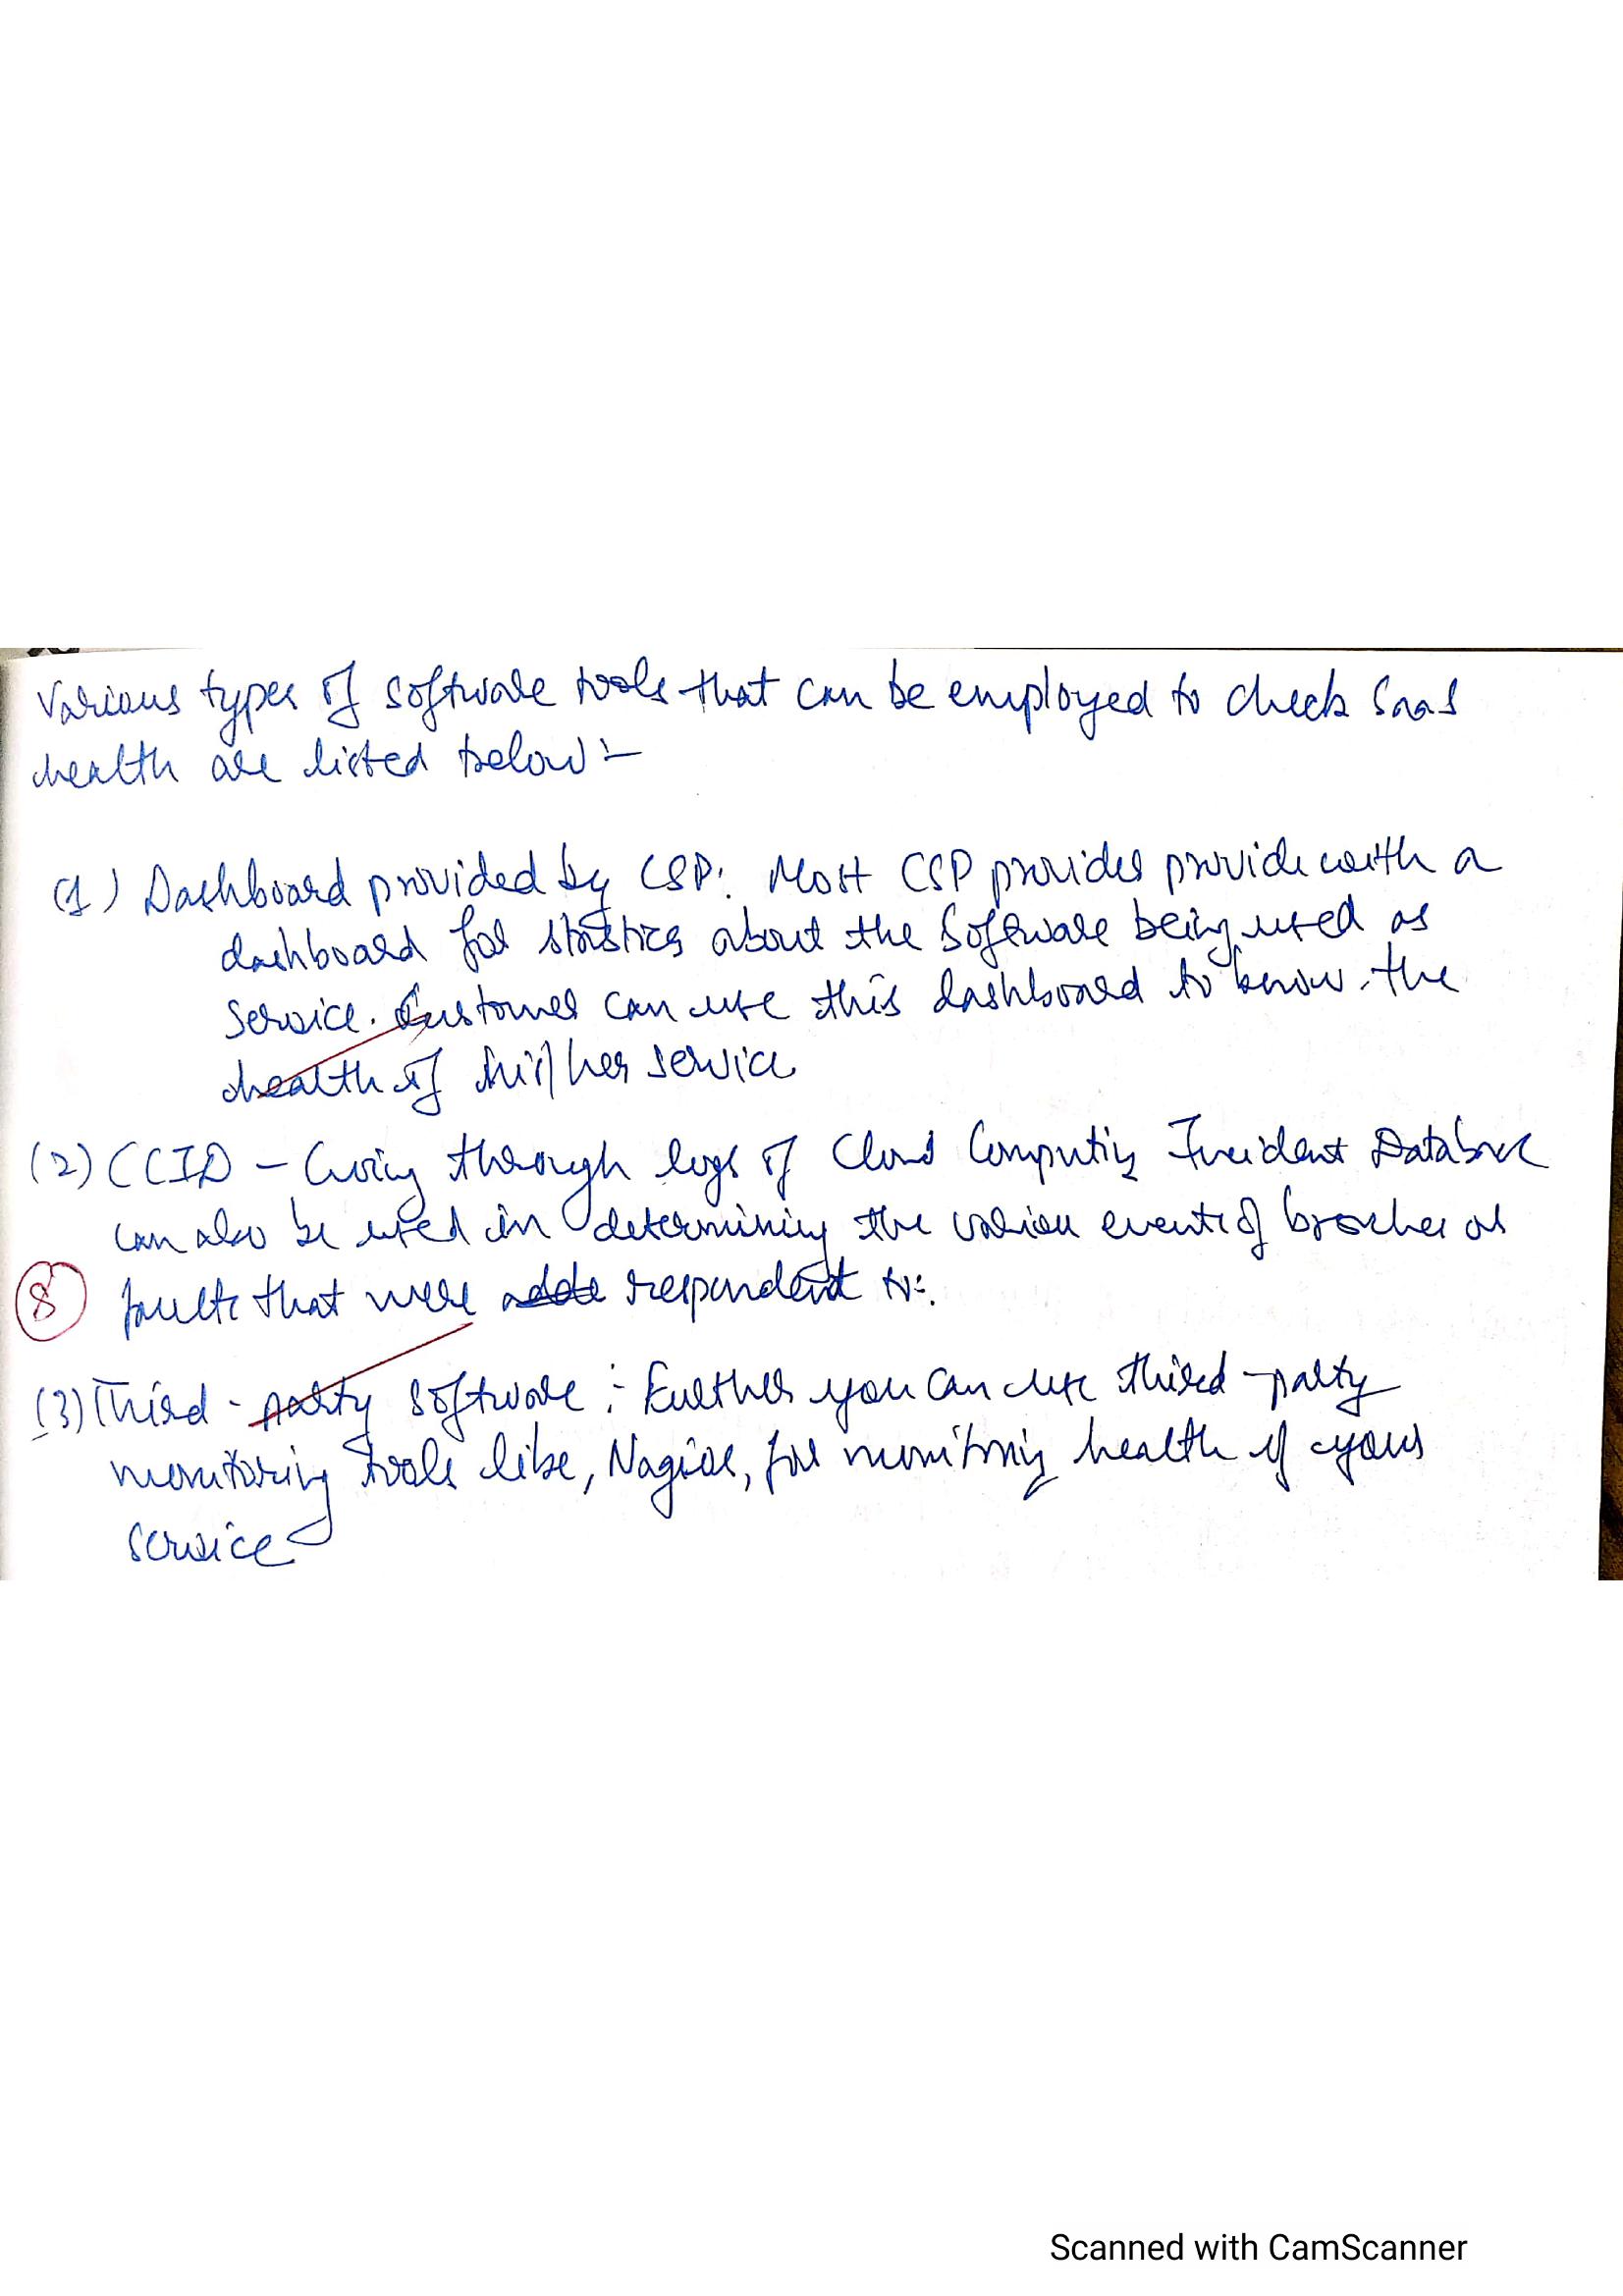 Various types of software tools that can be employed to check SaaS
health are listed below :-
(1) Dashboard provided by CSP : Most CSP provides provide with a
dashboard for stastics about the software being used as
service. Customer can use this dashboard to know the
health of his/her service
(2) CCID - Going through logs of Cloud Computing Incident Database
can also be used in determining the various events of breaches or
8 faults that were respondent to.
(3) Third-party software :- Further you can use third-party
monitoring tools like, Nagios, for monitoring health of your
service
Scanned with CamScanner